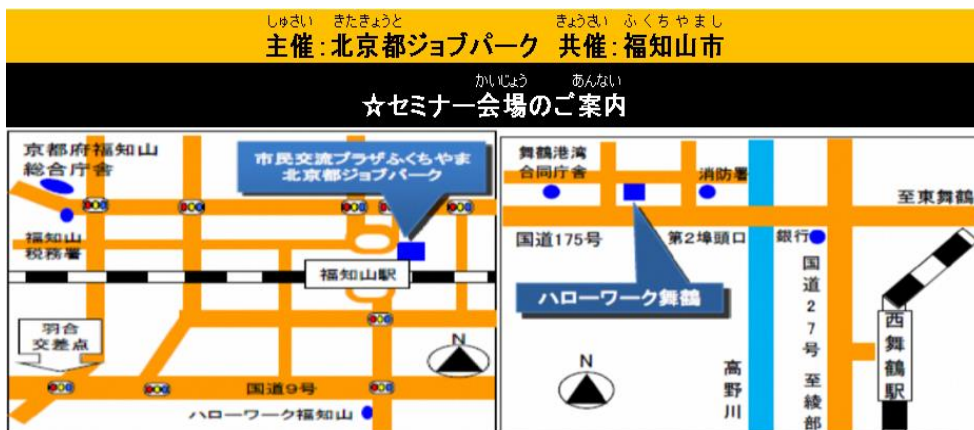 しゅさい きたきょうと きょうさい ふくちやまし
主催：北京都ジョブパーク 共催：福知山市
かいじょう あんない
☆セミナー会場のご案内
京都府福知山
総合庁舎
市民交流プラザふくちやま
北京都ジョブパーク
福知山
税務署
福知山駅
羽合
交差点
N
国道9号
ハローワーク福知山
舞鶴港湾
合同庁舎
消防署
至東舞鶴
国道175号
第2埠頭口
銀行
ハローワーク舞鶴
国道27号 至綾部
西舞鶴駅
N
高野川